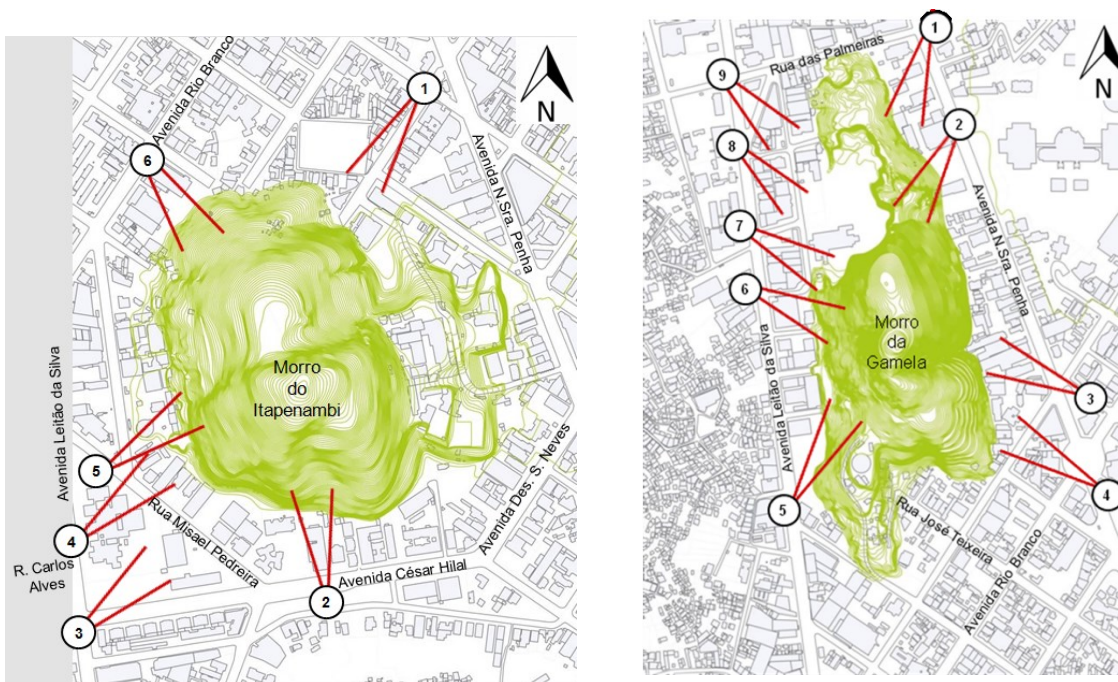 Avenida Rio Branco
1
N
6
Avenida N.Sra. Penha
Avenida Leitão da Silva
Morro
do
Itapenambi
5
4
R. Carlos
Alves
Rua Misael Pedreira
Avenida Des. S. Neves
Avenida César Hilal
2
3
1
Rua das Palmeiras
N
9
2
8
Avenida N.Sra. Penha
7
6
Morro
da
Gamela
Avenida Leitão da Silva
3
4
5
Rua José Teixeira
Avenida Rio Branco